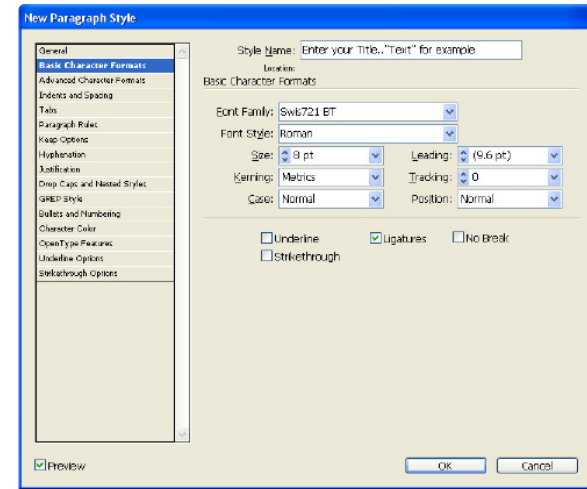 New Paragraph Style
General
Basic Character Formats
Advanced Character Formats
Indents and Spacing
Tabs
Paragraph Rules
Keep Options
Hyphenation
Justification
Drop Caps and Nested Styles
GREP Style
Bullets and Numbering
Character Color
OpenType Features
Underline Options
Strikethrough Options
Style Name: Enter your Title.."Text" for example
Location:
Basic Character Formats
Font Family: Swis721 BT
Font Style: Roman
Size: 8 pt Leading: (9.6 pt)
Kerning: Metrics Tracking: 0
Case: Normal Position: Normal
Underline Ligatures No Break
Strikethrough
Preview OK Cancel